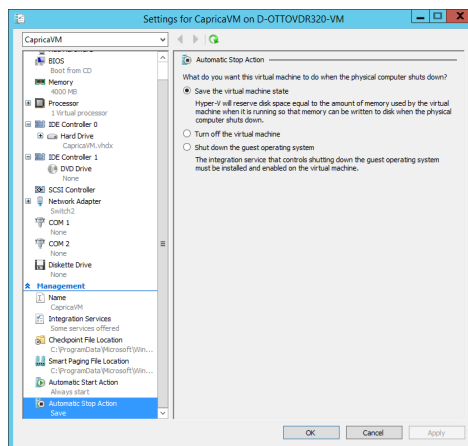 Settings for CapricaVM on D-OTTOVDR320-VM
CapricaVM
BIOS
Boot from CD
Memory
4000 MB
Processor
1 Virtual processor
IDE Controller 0
Hard Drive
CapricaVM.vhdx
IDE Controller 1
DVD Drive
None
SCSI Controller
Network Adapter
Switch2
COM 1
None
COM 2
None
Diskette Drive
None
Management
Name
CapricaVM
Integration Services
Some services offered
Checkpoint File Location
C:\ProgramData\Microsoft\Win...
Smart Paging File Location
C:\ProgramData\Microsoft\Win...
Automatic Start Action
Always start
Automatic Stop Action
Save
Automatic Stop Action
What do you want this virtual machine to do when the physical computer shuts down?
Save the virtual machine state
Hyper-V will reserve disk space equal to the amount of memory used by the virtual
machine when it is running so that memory can be written to disk when the physical
computer shuts down.
Turn off the virtual machine
Shut down the guest operating system
The integration service that controls shutting down the guest operating system
must be installed and enabled on the virtual machine.
OK
Cancel
Apply